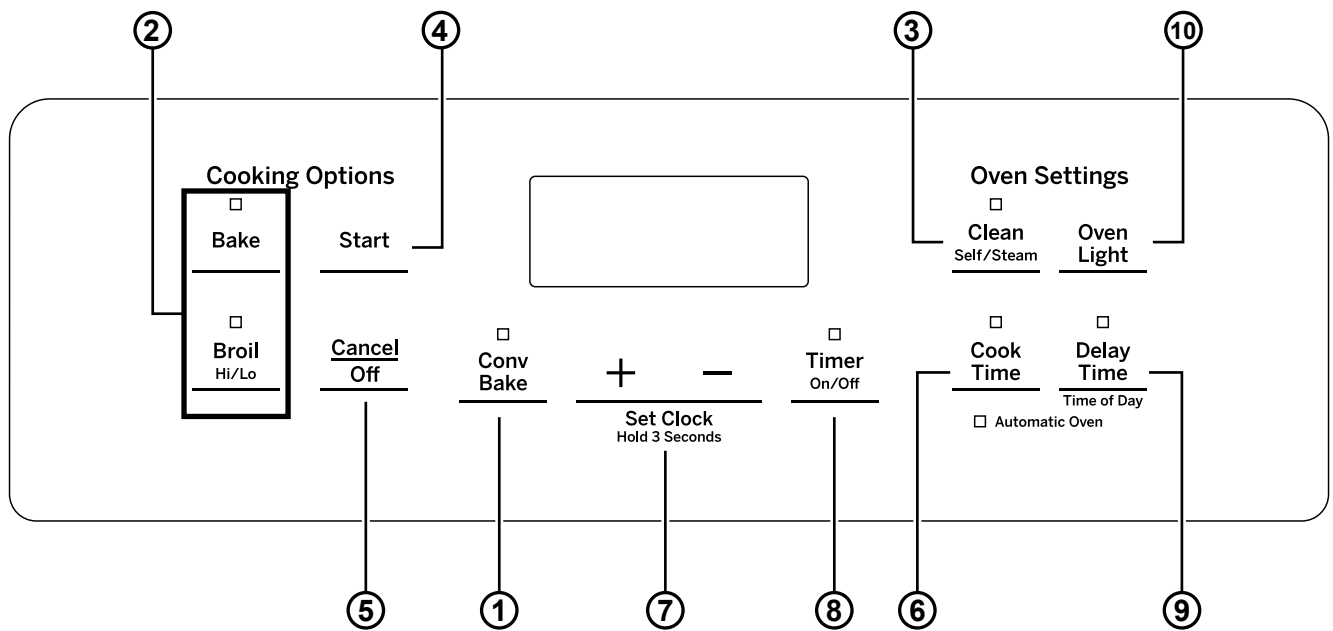 2
4
3
10
Cooking Options
Oven Settings
Bake
Start
Clean
Self/Steam
Oven
Light
Broil
Hi/Lo
Cancel
Off
Conv
Bake
+ −
Set Clock
Hold 3 Seconds
Timer
On/Off
Cook
Time
Delay
Time
Time of Day
Automatic Oven
5
1
7
8
6
9